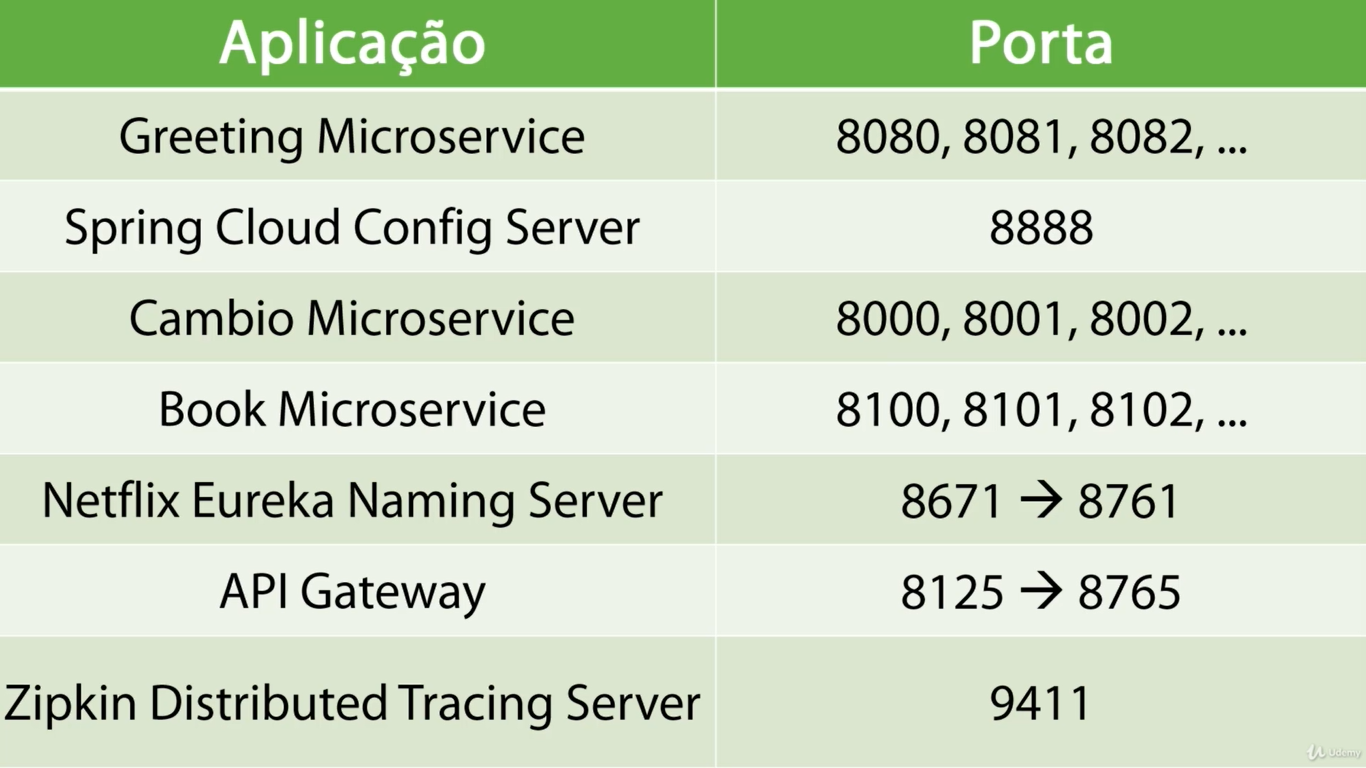 Aplicação Porta
Greeting Microservice 8080, 8081, 8082, ...
Spring Cloud Config Server 8888
Cambio Microservice 8000, 8001, 8002, ...
Book Microservice 8100, 8101, 8102, ...
Netflix Eureka Naming Server 8671 → 8761
API Gateway 8125 → 8765
Zipkin Distributed Tracing Server 9411
Udemy